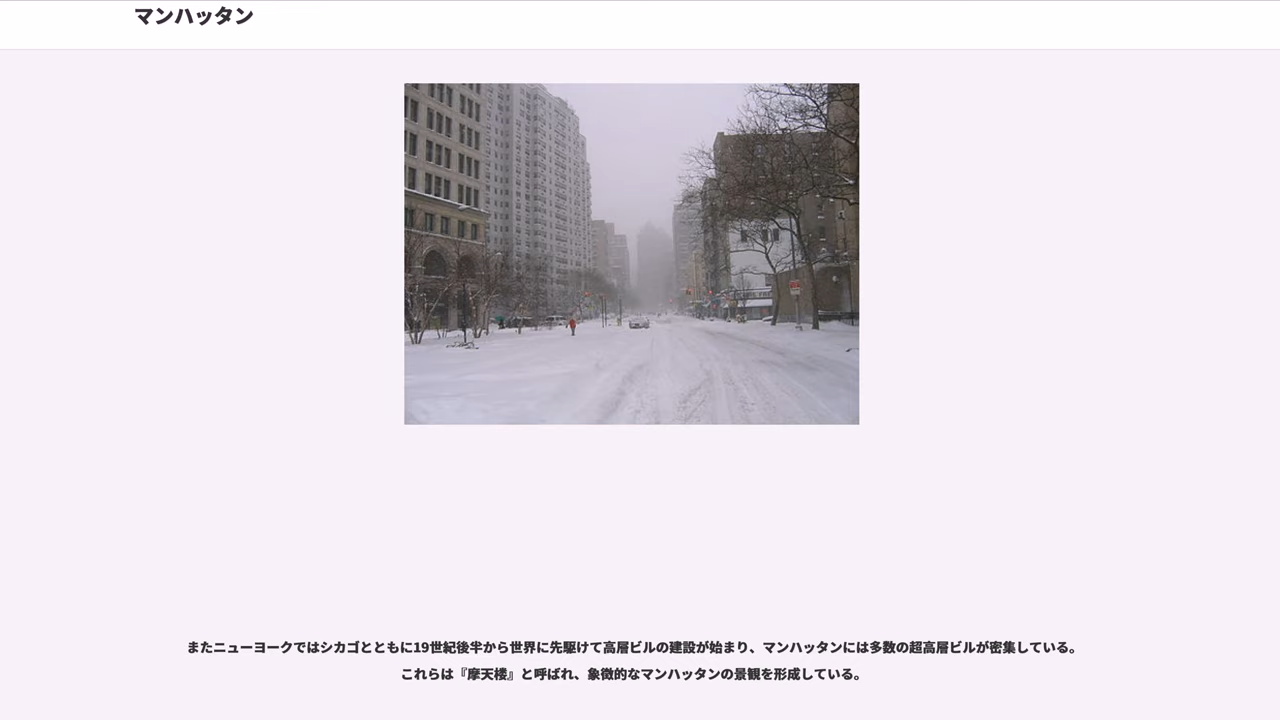 マンハッタン
またニューヨークではシカゴとともに19世紀後半から世界に先駆けて高層ビルの建設が始まり、マンハッタンには多数の超高層ビルが密集している。
これらは『摩天楼』と呼ばれ、象徴的なマンハッタンの景観を形成している。